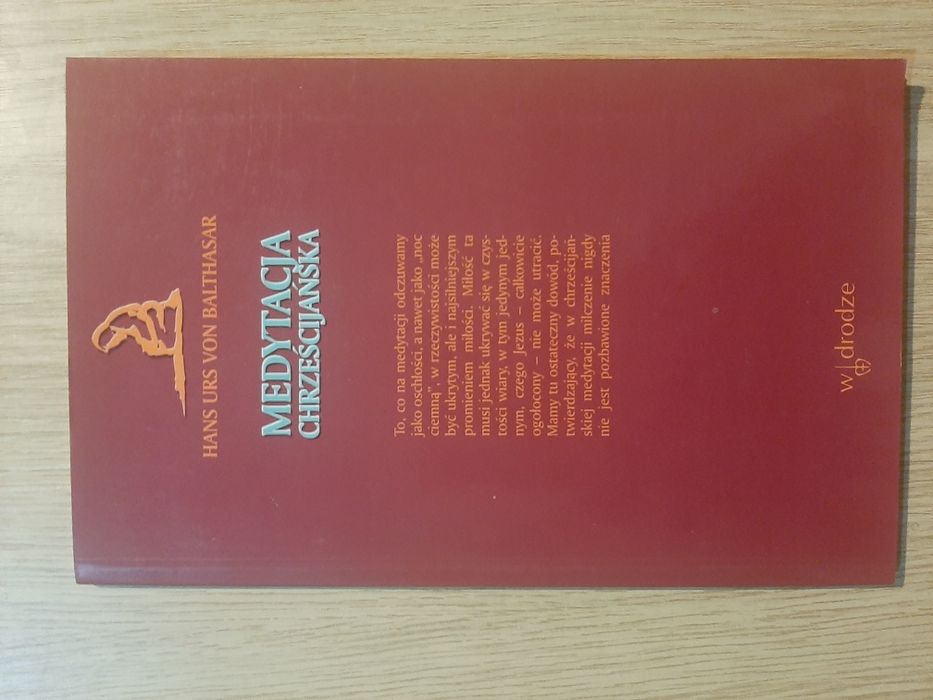 HANS URS VON BALTHASAR
MEDYTACJA
CHRZEŚCIJAŃSKA
To, co na medytacji odczuwamy
jako oschłości, a nawet jako „noc
ciemną”, w rzeczywistości może
być ukrytym, ale i najsilniejszym
promieniem miłości. Miłość ta
musi jednak ukrywać się w czys-
tości wiary, w tym jedynym jed-
nym, czego Jezus – całkowicie
ogołocony – nie może utracić.
Mamy tu ostateczny dowód, po-
twierdzający, że w chrześcijań-
skiej medytacji milczenie nigdy
nie jest pozbawione znaczenia
w drodze